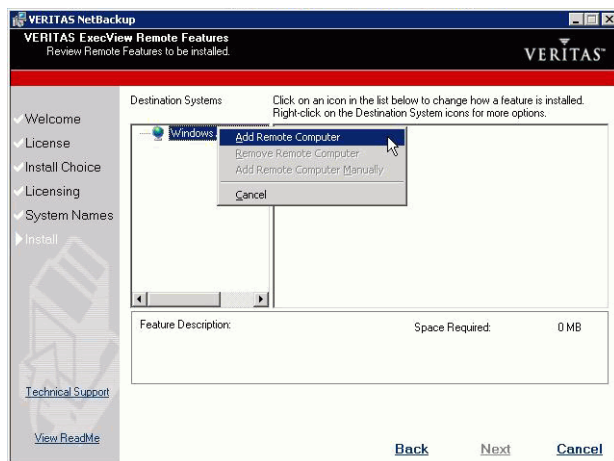 VERITAS NetBackup
VERITAS ExecView Remote Features
Review Remote Features to be installed.
VERITAS
Welcome
License
Install Choice
Licensing
System Names
Install
Technical Support
View ReadMe
Destination Systems
Click on an icon in the list below to change how a feature is installed.
Right-click on the Destination System icons for more options.
Windows
Add Remote Computer
Remove Remote Computer
Add Remote Computer Manually
Cancel
Feature Description:
Space Required:
0 MB
Back
Next
Cancel